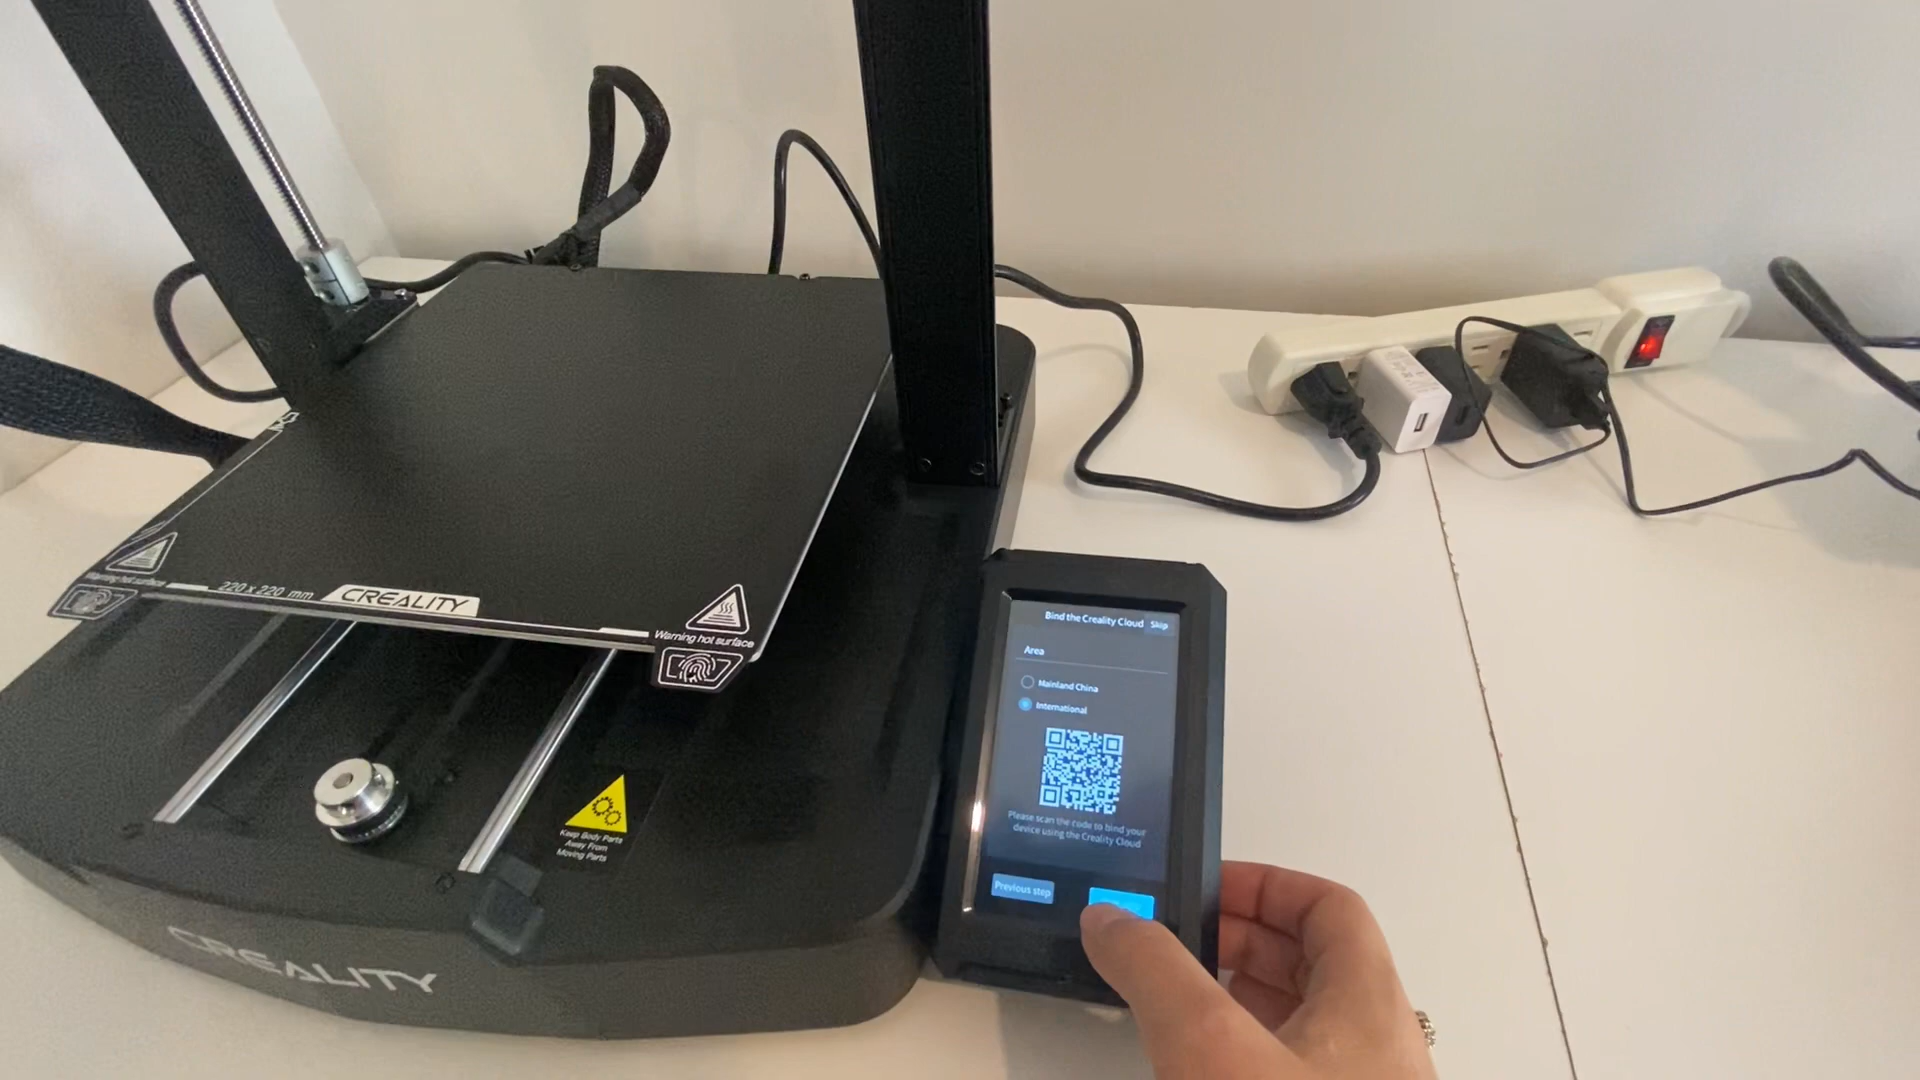 Warning hot surface
220 x 220 mm
CREALITY
Warning hot surface
Keep Body Parts
Away From
Moving Parts
CREALITY
Bind the Creality Cloud
Skip
Area
Mainland China
International
Please scan the code to bind your
device using the Creality Cloud
Previous step